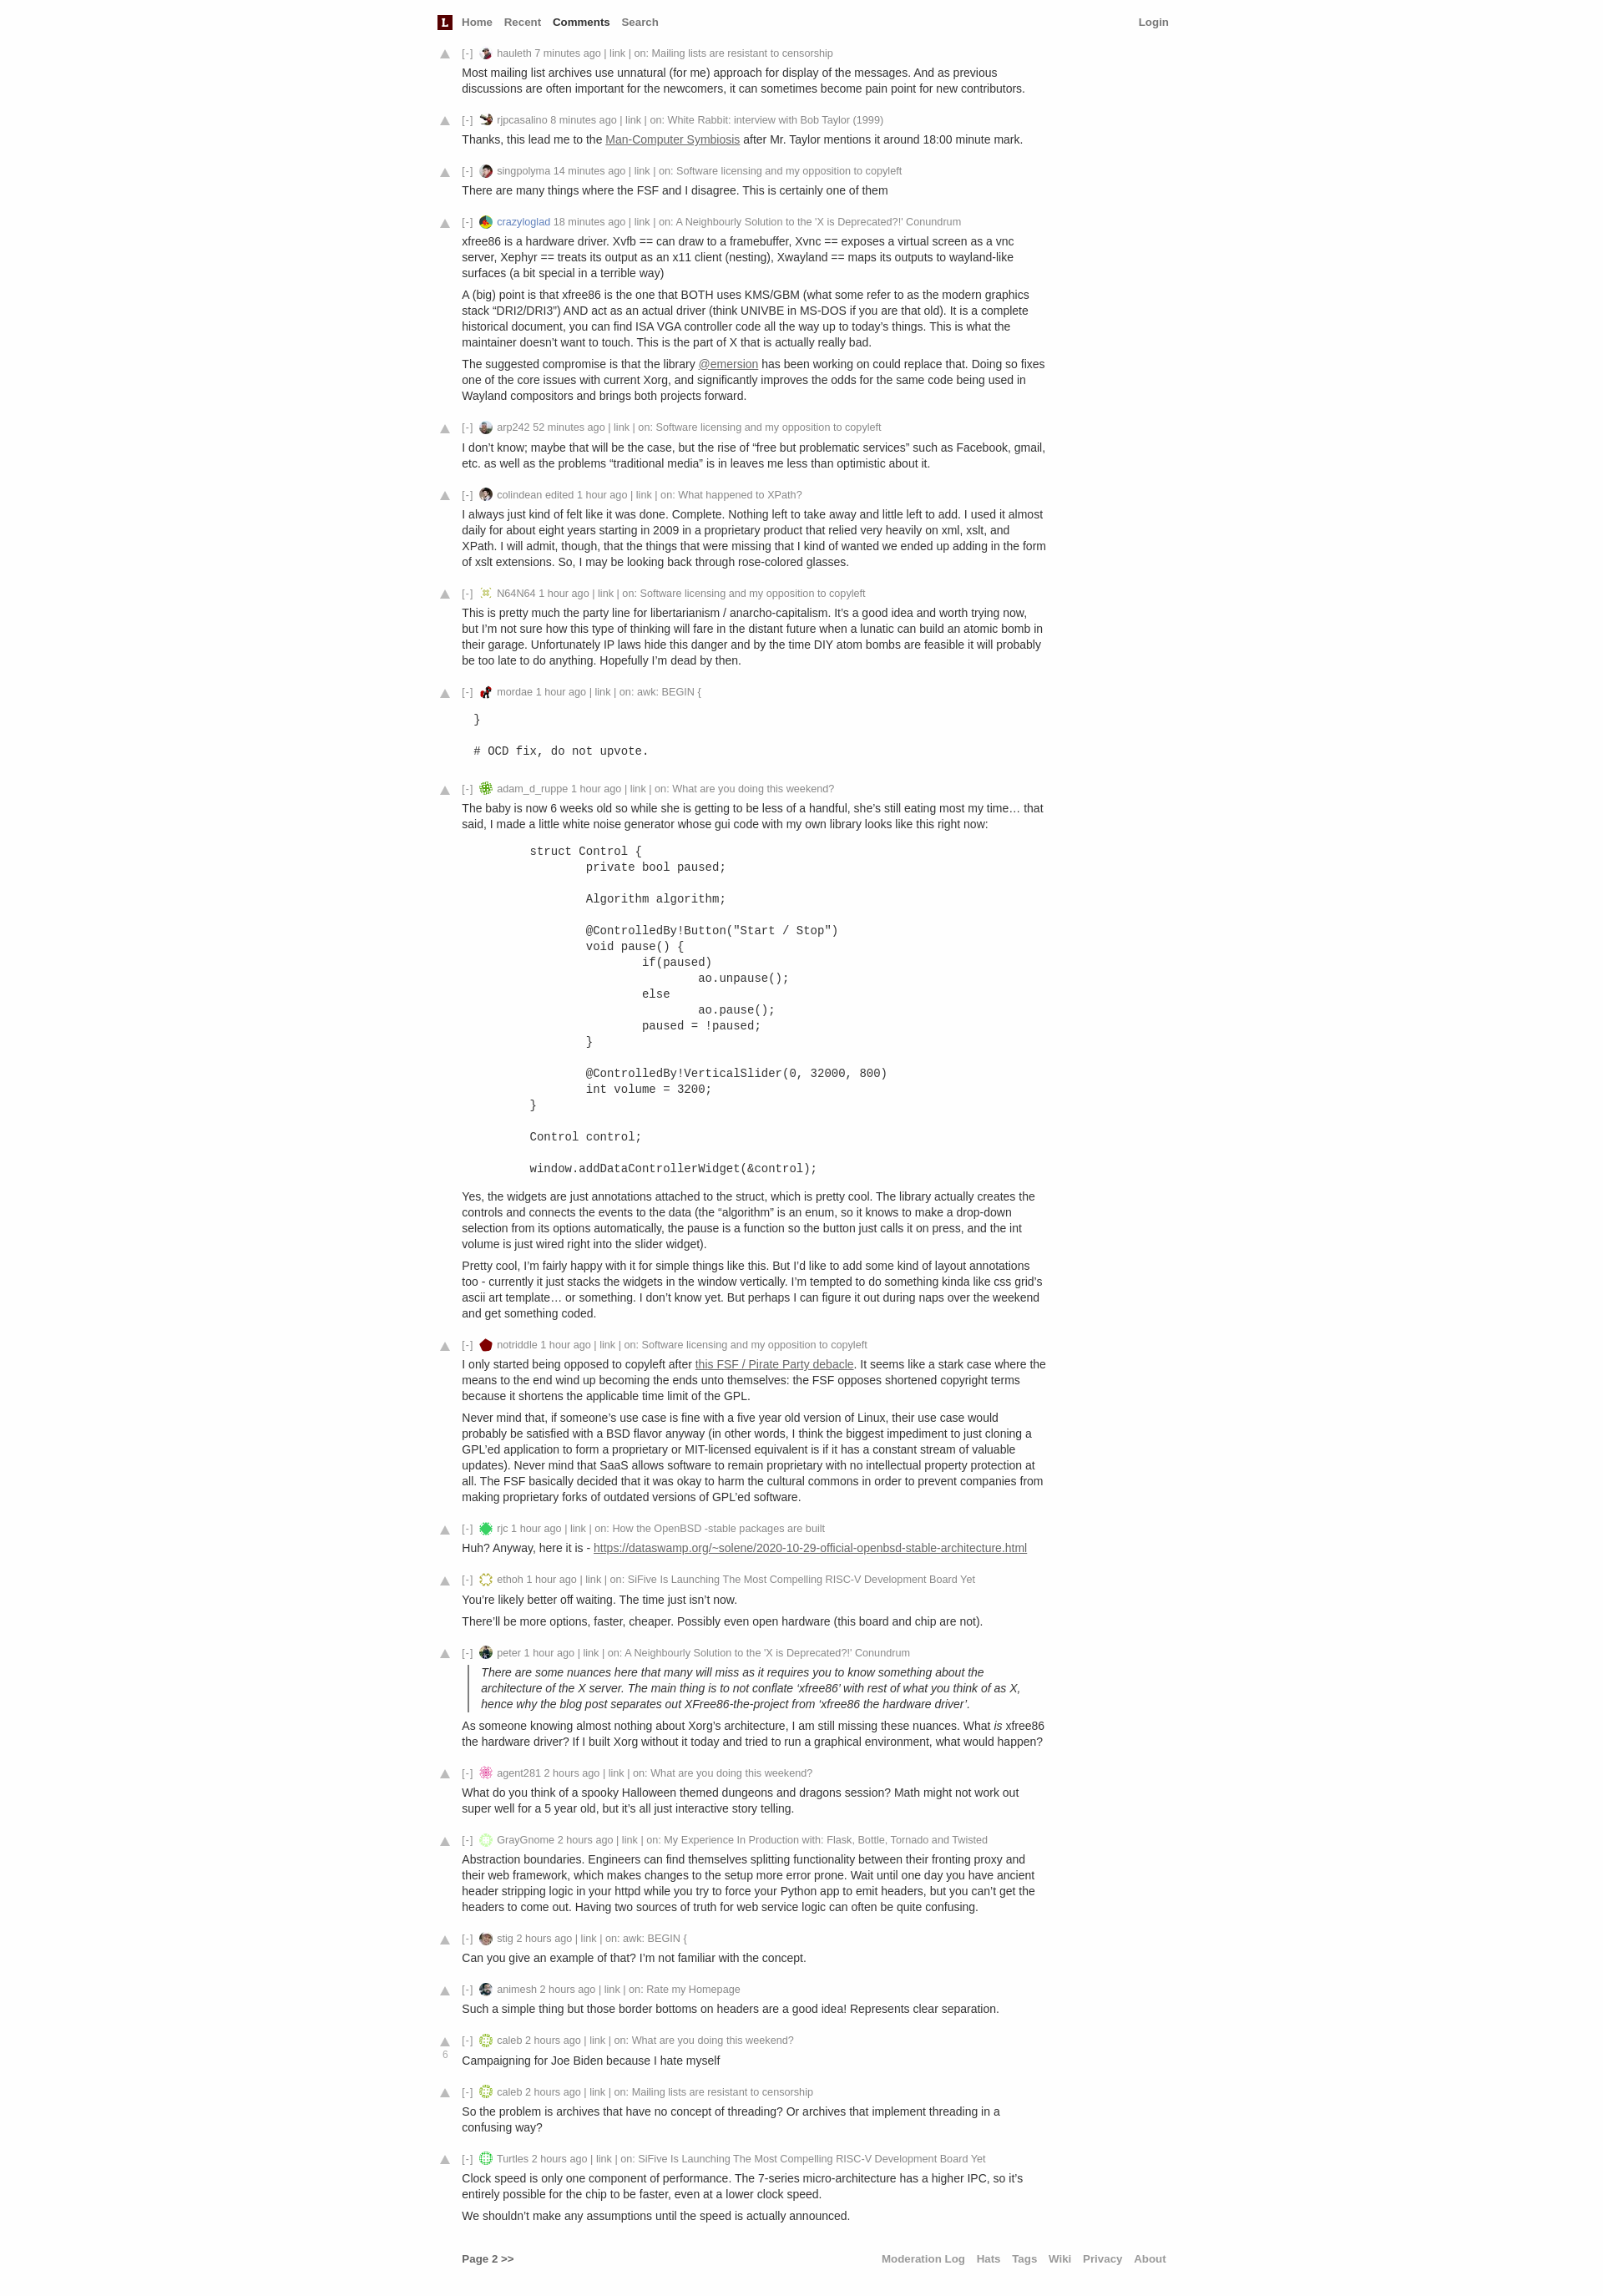 L Home Recent Comments Search Login
[-] hauleth 7 minutes ago | link | on: Mailing lists are resistant to censorship
Most mailing list archives use unnatural (for me) approach for display of the messages. And as previous
discussions are often important for the newcomers, it can sometimes become pain point for new contributors.
[-] rjpcasalino 8 minutes ago | link | on: White Rabbit: interview with Bob Taylor (1999)
Thanks, this lead me to the Man-Computer Symbiosis after Mr. Taylor mentions it around 18:00 minute mark.
[-] singpolyma 14 minutes ago | link | on: Software licensing and my opposition to copyleft
There are many things where the FSF and I disagree. This is certainly one of them
[-] crazyloglad 18 minutes ago | link | on: A Neighbourly Solution to the 'X is Deprecated?!' Conundrum
xfree86 is a hardware driver. Xvfb == can draw to a framebuffer, Xvnc == exposes a virtual screen as a vnc
server, Xephyr == treats its output as an x11 client (nesting), Xwayland == maps its outputs to wayland-like
surfaces (a bit special in a terrible way)
A (big) point is that xfree86 is the one that BOTH uses KMS/GBM (what some refer to as the modern graphics
stack “DRI2/DRI3”) AND act as an actual driver (think UNIVBE in MS-DOS if you are that old). It is a complete
historical document, you can find ISA VGA controller code all the way up to today’s things. This is what the
maintainer doesn’t want to touch. This is the part of X that is actually really bad.
The suggested compromise is that the library @emersion has been working on could replace that. Doing so fixes
one of the core issues with current Xorg, and significantly improves the odds for the same code being used in
Wayland compositors and brings both projects forward.
[-] arp242 52 minutes ago | link | on: Software licensing and my opposition to copyleft
I don’t know; maybe that will be the case, but the rise of “free but problematic services” such as Facebook, gmail,
etc. as well as the problems “traditional media” is in leaves me less than optimistic about it.
[-] colindean edited 1 hour ago | link | on: What happened to XPath?
I always just kind of felt like it was done. Complete. Nothing left to take away and little left to add. I used it almost
daily for about eight years starting in 2009 in a proprietary product that relied very heavily on xml, xslt, and
XPath. I will admit, though, that the things that were missing that I kind of wanted we ended up adding in the form
of xslt extensions. So, I may be looking back through rose-colored glasses.
[-] N64N64 1 hour ago | link | on: Software licensing and my opposition to copyleft
This is pretty much the party line for libertarianism / anarcho-capitalism. It’s a good idea and worth trying now,
but I’m not sure how this type of thinking will fare in the distant future when a lunatic can build an atomic bomb in
their garage. Unfortunately IP laws hide this danger and by the time DIY atom bombs are feasible it will probably
be too late to do anything. Hopefully I’m dead by then.
[-] mordae 1 hour ago | link | on: awk: BEGIN {
}
# OCD fix, do not upvote.
[-] adam_d_ruppe 1 hour ago | link | on: What are you doing this weekend?
The baby is now 6 weeks old so while she is getting to be less of a handful, she’s still eating most my time… that
said, I made a little white noise generator whose gui code with my own library looks like this right now:
struct Control {
private bool paused;
Algorithm algorithm;
@ControlledBy!Button("Start / Stop")
void pause() {
if(paused)
ao.unpause();
else
ao.pause();
paused = !paused;
}
@ControlledBy!VerticalSlider(0, 32000, 800)
int volume = 3200;
}
Control control;
window.addDataControllerWidget(&control);
Yes, the widgets are just annotations attached to the struct, which is pretty cool. The library actually creates the
controls and connects the events to the data (the “algorithm” is an enum, so it knows to make a drop-down
selection from its options automatically, the pause is a function so the button just calls it on press, and the int
volume is just wired right into the slider widget).
Pretty cool, I’m fairly happy with it for simple things like this. But I’d like to add some kind of layout annotations
too - currently it just stacks the widgets in the window vertically. I’m tempted to do something kinda like css grid’s
ascii art template… or something. I don’t know yet. But perhaps I can figure it out during naps over the weekend
and get something coded.
[-] notriddle 1 hour ago | link | on: Software licensing and my opposition to copyleft
I only started being opposed to copyleft after this FSF / Pirate Party debacle. It seems like a stark case where the
means to the end wind up becoming the ends unto themselves: the FSF opposes shortened copyright terms
because it shortens the applicable time limit of the GPL.
Never mind that, if someone’s use case is fine with a five year old version of Linux, their use case would
probably be satisfied with a BSD flavor anyway (in other words, I think the biggest impediment to just cloning a
GPL’ed application to form a proprietary or MIT-licensed equivalent is if it has a constant stream of valuable
updates). Never mind that SaaS allows software to remain proprietary with no intellectual property protection at
all. The FSF basically decided that it was okay to harm the cultural commons in order to prevent companies from
making proprietary forks of outdated versions of GPL’ed software.
[-] rjc 1 hour ago | link | on: How the OpenBSD -stable packages are built
Huh? Anyway, here it is - https://dataswamp.org/~solene/2020-10-29-official-openbsd-stable-architecture.html
[-] ethoh 1 hour ago | link | on: SiFive Is Launching The Most Compelling RISC-V Development Board Yet
You’re likely better off waiting. The time just isn’t now.
There’ll be more options, faster, cheaper. Possibly even open hardware (this board and chip are not).
[-] peter 1 hour ago | link | on: A Neighbourly Solution to the 'X is Deprecated?!' Conundrum
There are some nuances here that many will miss as it requires you to know something about the
architecture of the X server. The main thing is to not conflate ‘xfree86’ with rest of what you think of as X,
hence why the blog post separates out XFree86-the-project from ‘xfree86 the hardware driver’.
As someone knowing almost nothing about Xorg’s architecture, I am still missing these nuances. What is xfree86
the hardware driver? If I built Xorg without it today and tried to run a graphical environment, what would happen?
[-] agent281 2 hours ago | link | on: What are you doing this weekend?
What do you think of a spooky Halloween themed dungeons and dragons session? Math might not work out
super well for a 5 year old, but it’s all just interactive story telling.
[-] GrayGnome 2 hours ago | link | on: My Experience In Production with: Flask, Bottle, Tornado and Twisted
Abstraction boundaries. Engineers can find themselves splitting functionality between their fronting proxy and
their web framework, which makes changes to the setup more error prone. Wait until one day you have ancient
header stripping logic in your httpd while you try to force your Python app to emit headers, but you can’t get the
headers to come out. Having two sources of truth for web service logic can often be quite confusing.
[-] stig 2 hours ago | link | on: awk: BEGIN {
Can you give an example of that? I’m not familiar with the concept.
[-] animesh 2 hours ago | link | on: Rate my Homepage
Such a simple thing but those border bottoms on headers are a good idea! Represents clear separation.
[-] caleb 2 hours ago | link | on: What are you doing this weekend?
6
Campaigning for Joe Biden because I hate myself
[-] caleb 2 hours ago | link | on: Mailing lists are resistant to censorship
So the problem is archives that have no concept of threading? Or archives that implement threading in a
confusing way?
[-] Turtles 2 hours ago | link | on: SiFive Is Launching The Most Compelling RISC-V Development Board Yet
Clock speed is only one component of performance. The 7-series micro-architecture has a higher IPC, so it’s
entirely possible for the chip to be faster, even at a lower clock speed.
We shouldn’t make any assumptions until the speed is actually announced.
Page 2 >> Moderation Log Hats Tags Wiki Privacy About